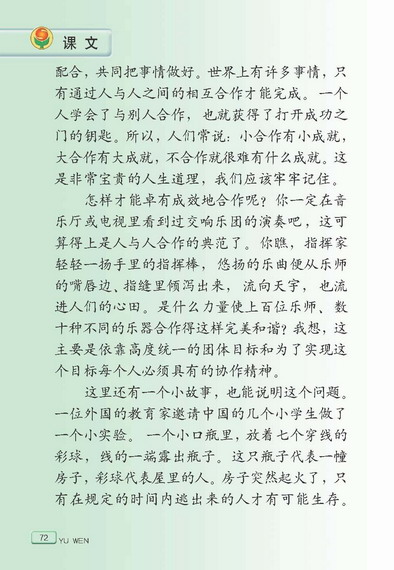 课文
配合，共同把事情做好。世界上有许多事情，只
有通过人与人之间的相互合作才能完成。一个
人学会了与别人合作，也就获得了打开成功之
门的钥匙。所以，人们常说：小合作有小成就，
大合作有大成就，不合作就很难有什么成就。这
是非常宝贵的人生道理，我们应该牢牢记住。
怎样才能卓有成效地合作呢？你一定在音
乐厅或电视里看到过交响乐团的演奏吧，这可
算得上是人与人合作的典范了。你瞧，指挥家
轻轻一扬手里的指挥棒，悠扬的乐曲便从乐师
的嘴唇边、指缝里倾泻出来，流向天宇，也流
进人们的心田。是什么力量使上百位乐师、数
十种不同的乐器合作得这样完美和谐？我想，这
主要是依靠高度统一的团体目标和为了实现这
个目标每个人必须具有的协作精神。
这里还有一个小故事，也能说明这个问题。
一位外国的教育家邀请中国的几个小学生做了
一个小实验。一个小口瓶里，放着七个穿线的
彩球，线的一端露出瓶子。这只瓶子代表一幢
房子，彩球代表屋里的人。房子突然起火了，只
有在规定的时间内逃出来的人才有可能生存。
72
YU WEN